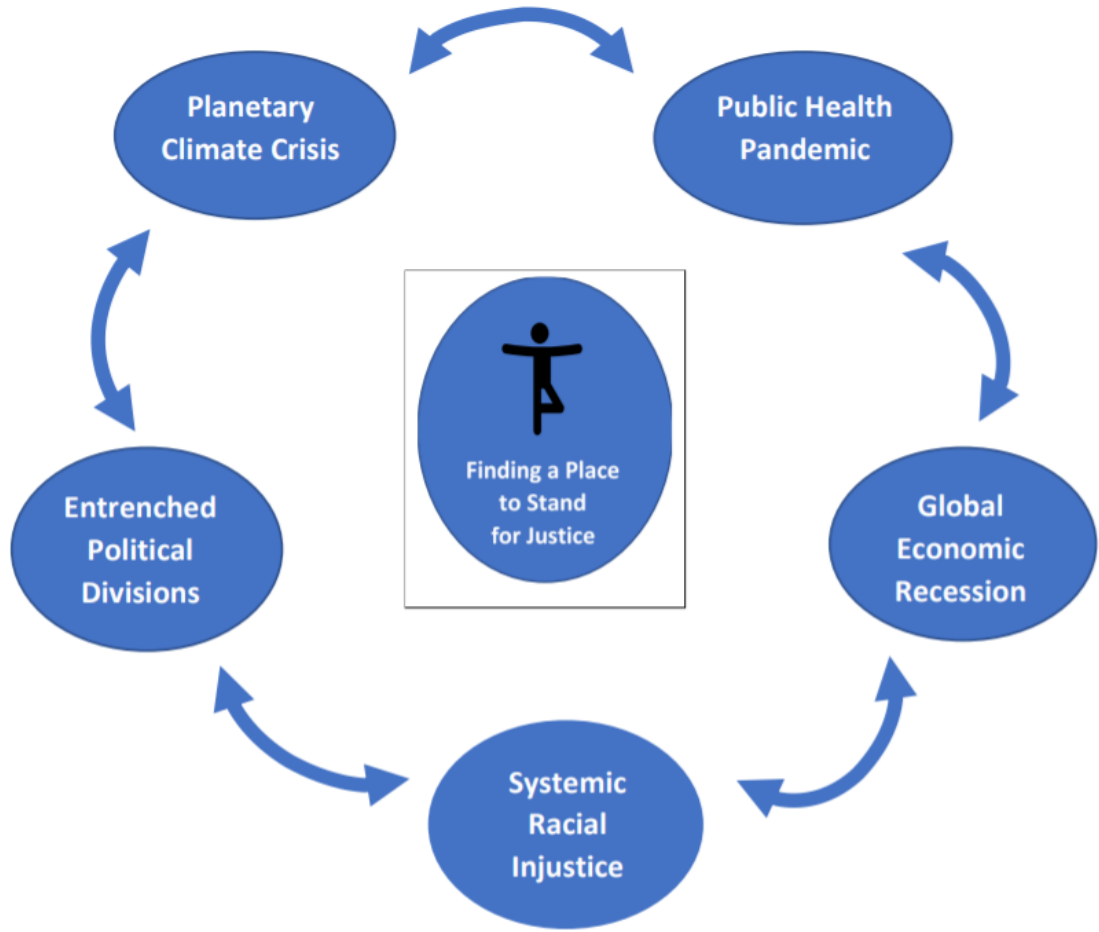 Planetary
Climate Crisis
Public Health
Pandemic
Finding a Place
to Stand
for Justice
Entrenched
Political
Divisions
Global
Economic
Recession
Systemic
Racial
Injustice